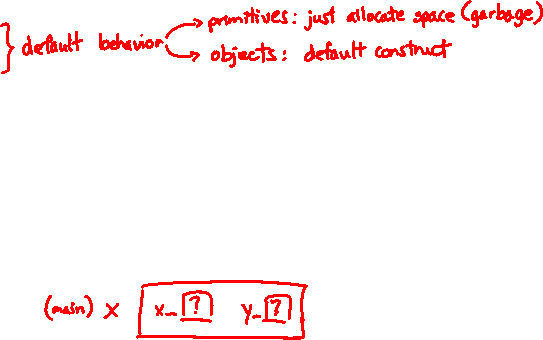 primitives: just allocate space (garbage)
} default behavior
objects: default construct
(main) x x_ ? y_ ?